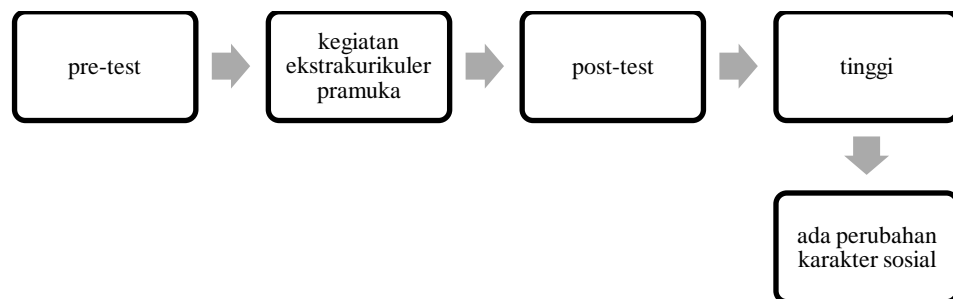 pre-test
kegiatan
ekstrakurikuler
pramuka
post-test
tinggi
ada perubahan
karakter sosial